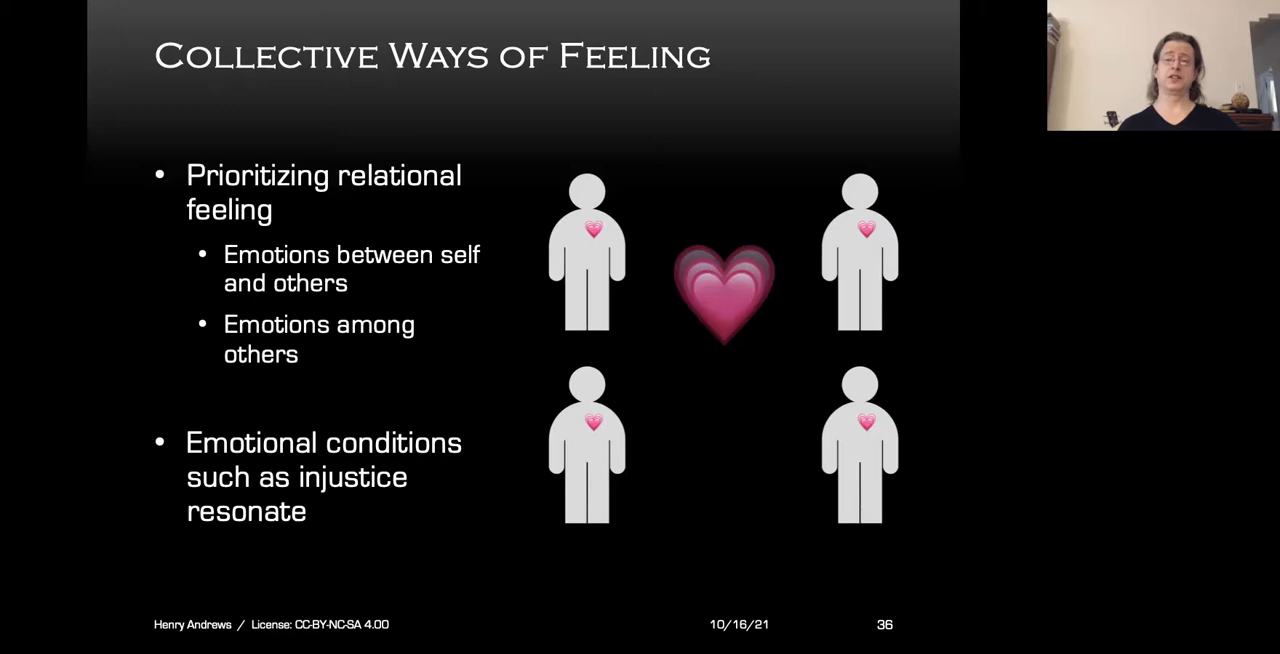 Collective Ways of Feeling
• Prioritizing relational
feeling
• Emotions between self
and others
• Emotions among
others
• Emotional conditions
such as injustice
resonate
Henry Andrews / License: CC-BY-NC-SA 4.00
10/16/21
36